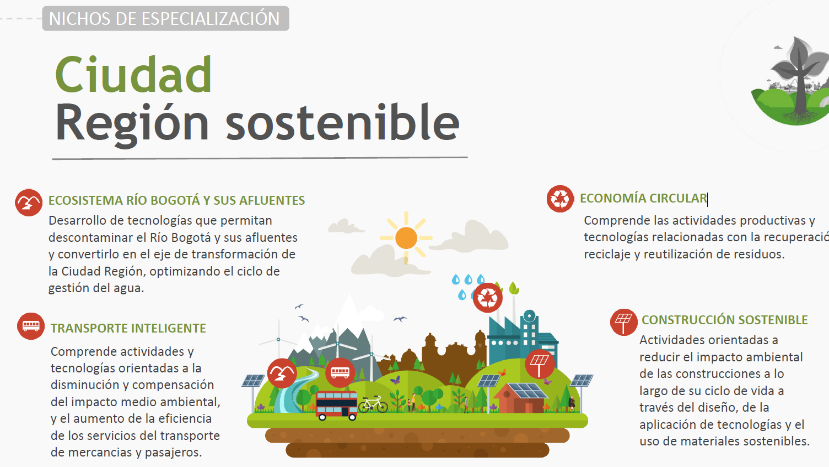 NICHOS DE ESPECIALIZACIÓN
Ciudad
Región sostenible
ECOSISTEMA RÍO BOGOTÁ Y SUS AFLUENTES
Desarrollo de tecnologías que permitan
descontaminar el Río Bogotá y sus afluentes
y convertirlo en el eje de transformación de
la Ciudad Región, optimizando el ciclo de
gestión del agua.
TRANSPORTE INTELIGENTE
Comprende actividades y
tecnologías orientadas a la
disminución y compensación
del impacto medio ambiental,
y el aumento de la eficiencia
de los servicios del transporte
de mercancías y pasajeros.
ECONOMÍA CIRCULAR
Comprende las actividades productivas y
tecnologías relacionadas con la recuperació
reciclaje y reutilización de residuos.
CONSTRUCCIÓN SOSTENIBLE
Actividades orientadas a
reducir el impacto ambiental
de las construcciones a lo
largo de su ciclo de vida a
través del diseño, de la
aplicación de tecnologías y el
uso de materiales sostenibles.